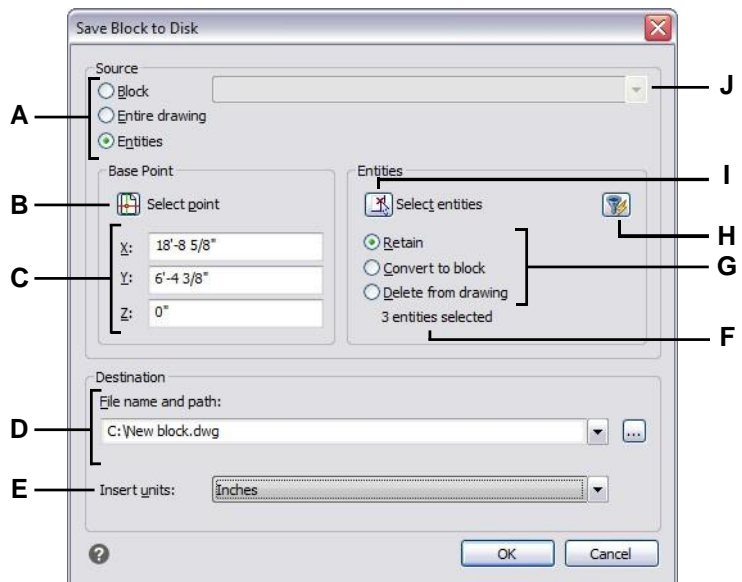 Save Block to Disk
Source
A
Block
J
Entire drawing
Entities
Base Point
Entities
B
Select point
I
Select entities
H
C
X: 18'-8 5/8"
Y: 6'-4 3/8"
Z: 0"
Retain
Convert to block
Delete from drawing
G
3 entities selected
F
Destination
File name and path:
D
C:\New block.dwg
...
E
Insert units: Inches
?
OK
Cancel